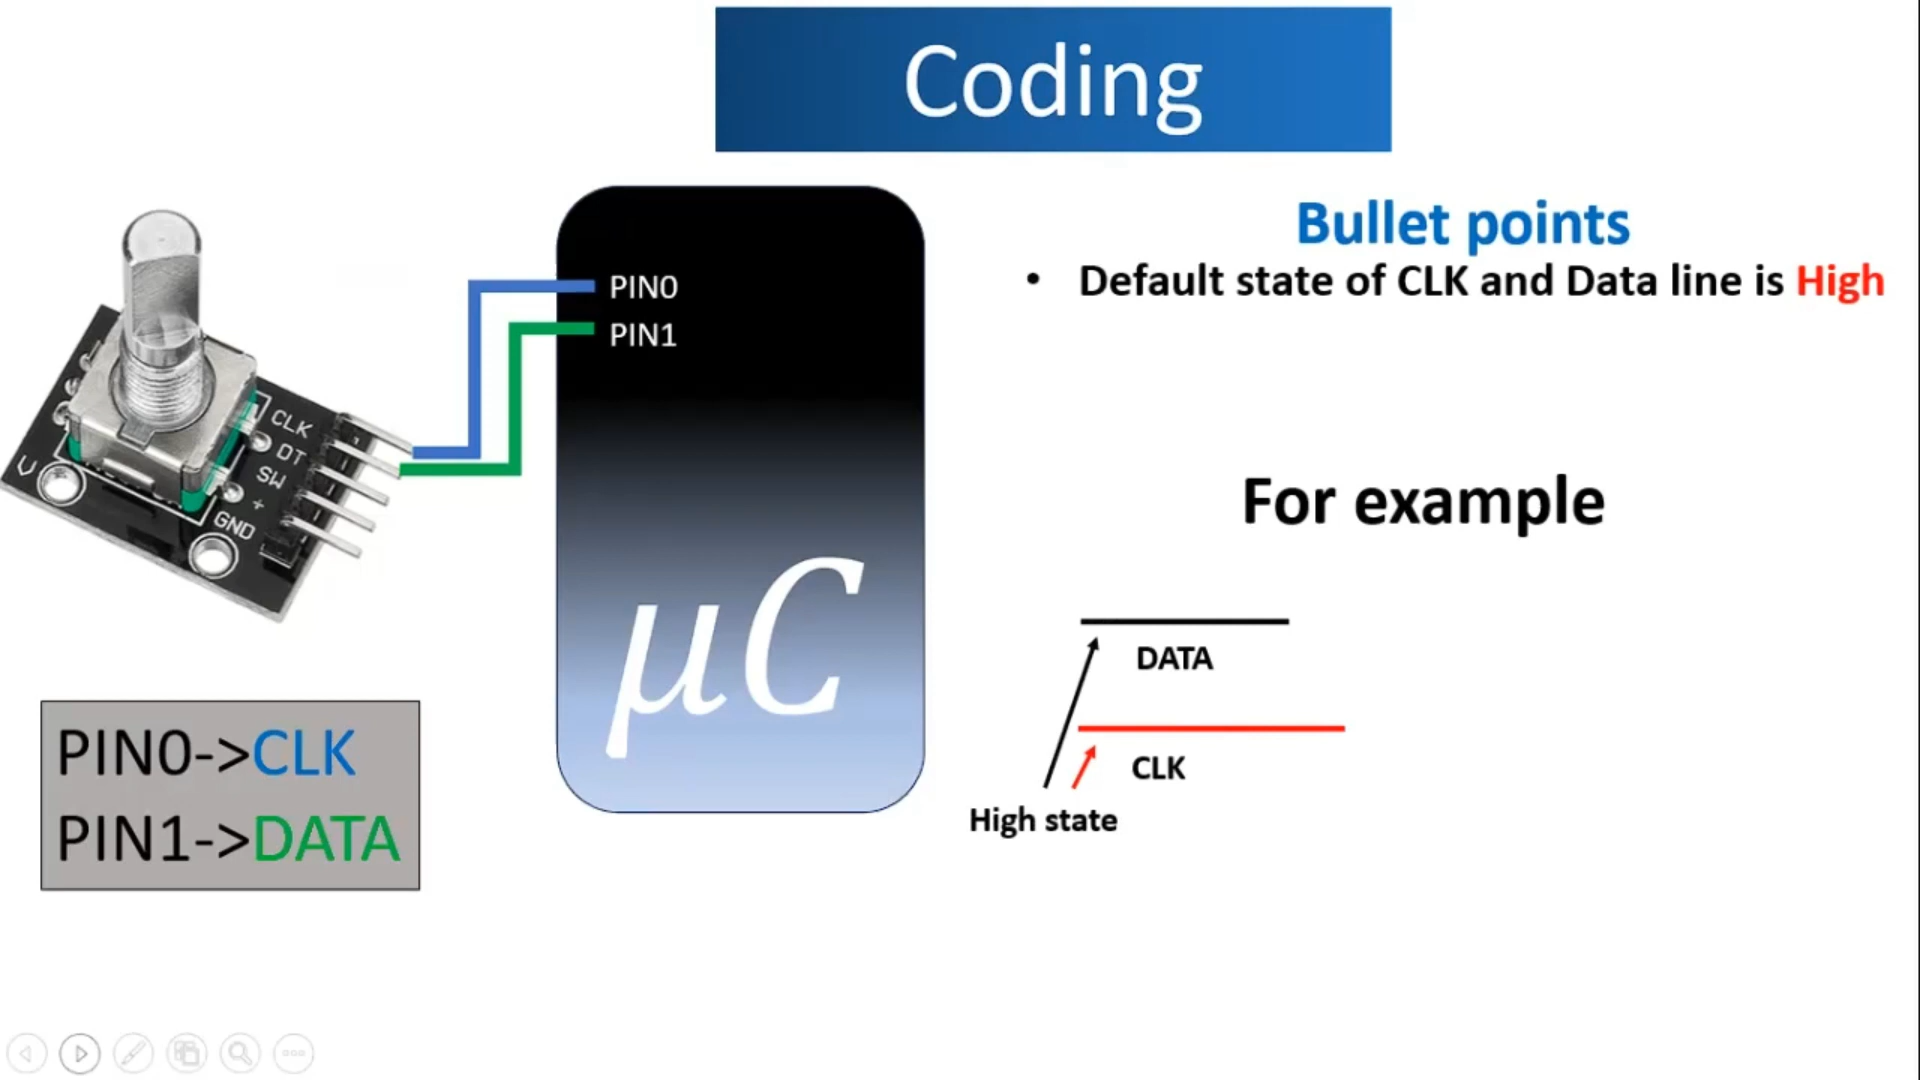 Coding
Bullet points
• Default state of CLK and Data line is High
PIN0
PIN1
CLK
DT
SW
+
GND
For example
μC
DATA
CLK
High state
PIN0->CLK
PIN1->DATA